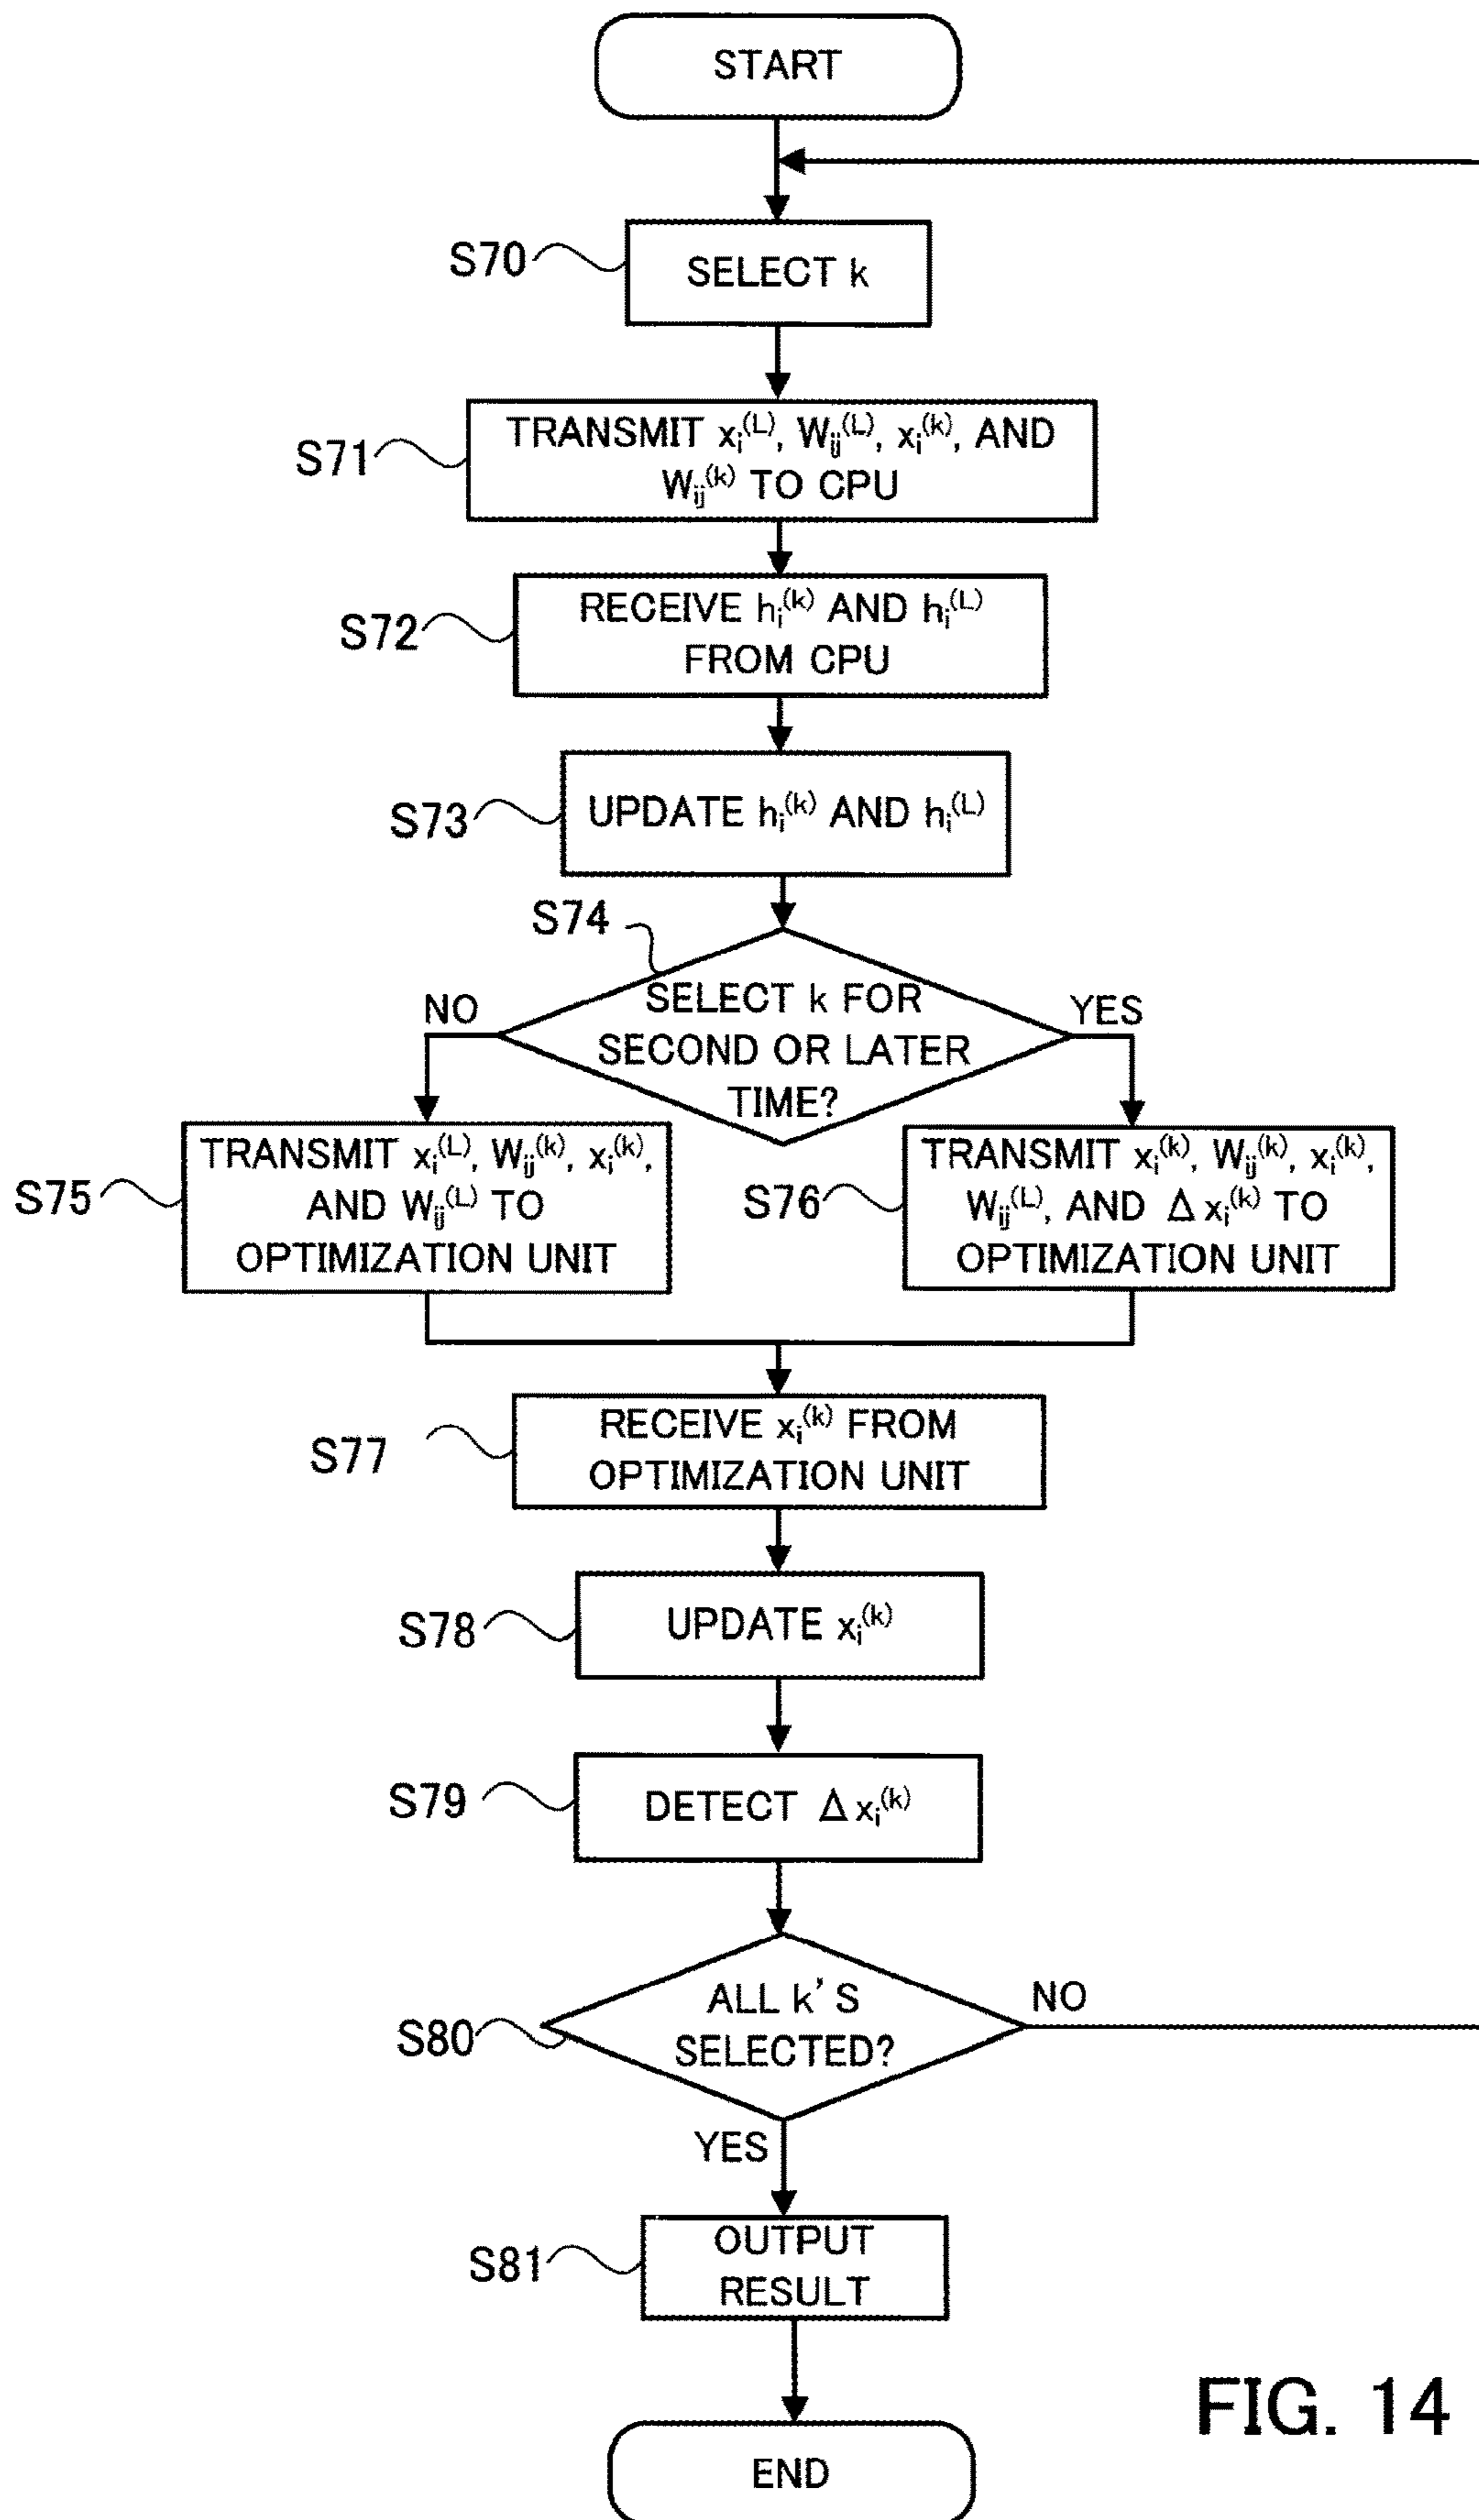 START
S70
SELECT k
S71
TRANSMIT xᵢ⁽ᴸ⁾, Wᵢⱼ⁽ᴸ⁾, xᵢ⁽ᵏ⁾, AND
Wᵢⱼ⁽ᵏ⁾ TO CPU
S72
RECEIVE hᵢ⁽ᵏ⁾ AND hᵢ⁽ᴸ⁾
FROM CPU
S73
UPDATE hᵢ⁽ᵏ⁾ AND hᵢ⁽ᴸ⁾
S74
SELECT k FOR
SECOND OR LATER
TIME?
NO
YES
S75
TRANSMIT xᵢ⁽ᴸ⁾, Wᵢⱼ⁽ᵏ⁾, xᵢ⁽ᵏ⁾,
AND Wᵢⱼ⁽ᴸ⁾ TO
OPTIMIZATION UNIT
S76
TRANSMIT xᵢ⁽ᵏ⁾, Wᵢⱼ⁽ᵏ⁾, xᵢ⁽ᵏ⁾,
Wᵢⱼ⁽ᴸ⁾, AND Δxᵢ⁽ᵏ⁾ TO
OPTIMIZATION UNIT
S77
RECEIVE xᵢ⁽ᵏ⁾ FROM
OPTIMIZATION UNIT
S78
UPDATE xᵢ⁽ᵏ⁾
S79
DETECT Δxᵢ⁽ᵏ⁾
S80
ALL k'S
SELECTED?
NO
YES
S81
OUTPUT
RESULT
END
FIG. 14